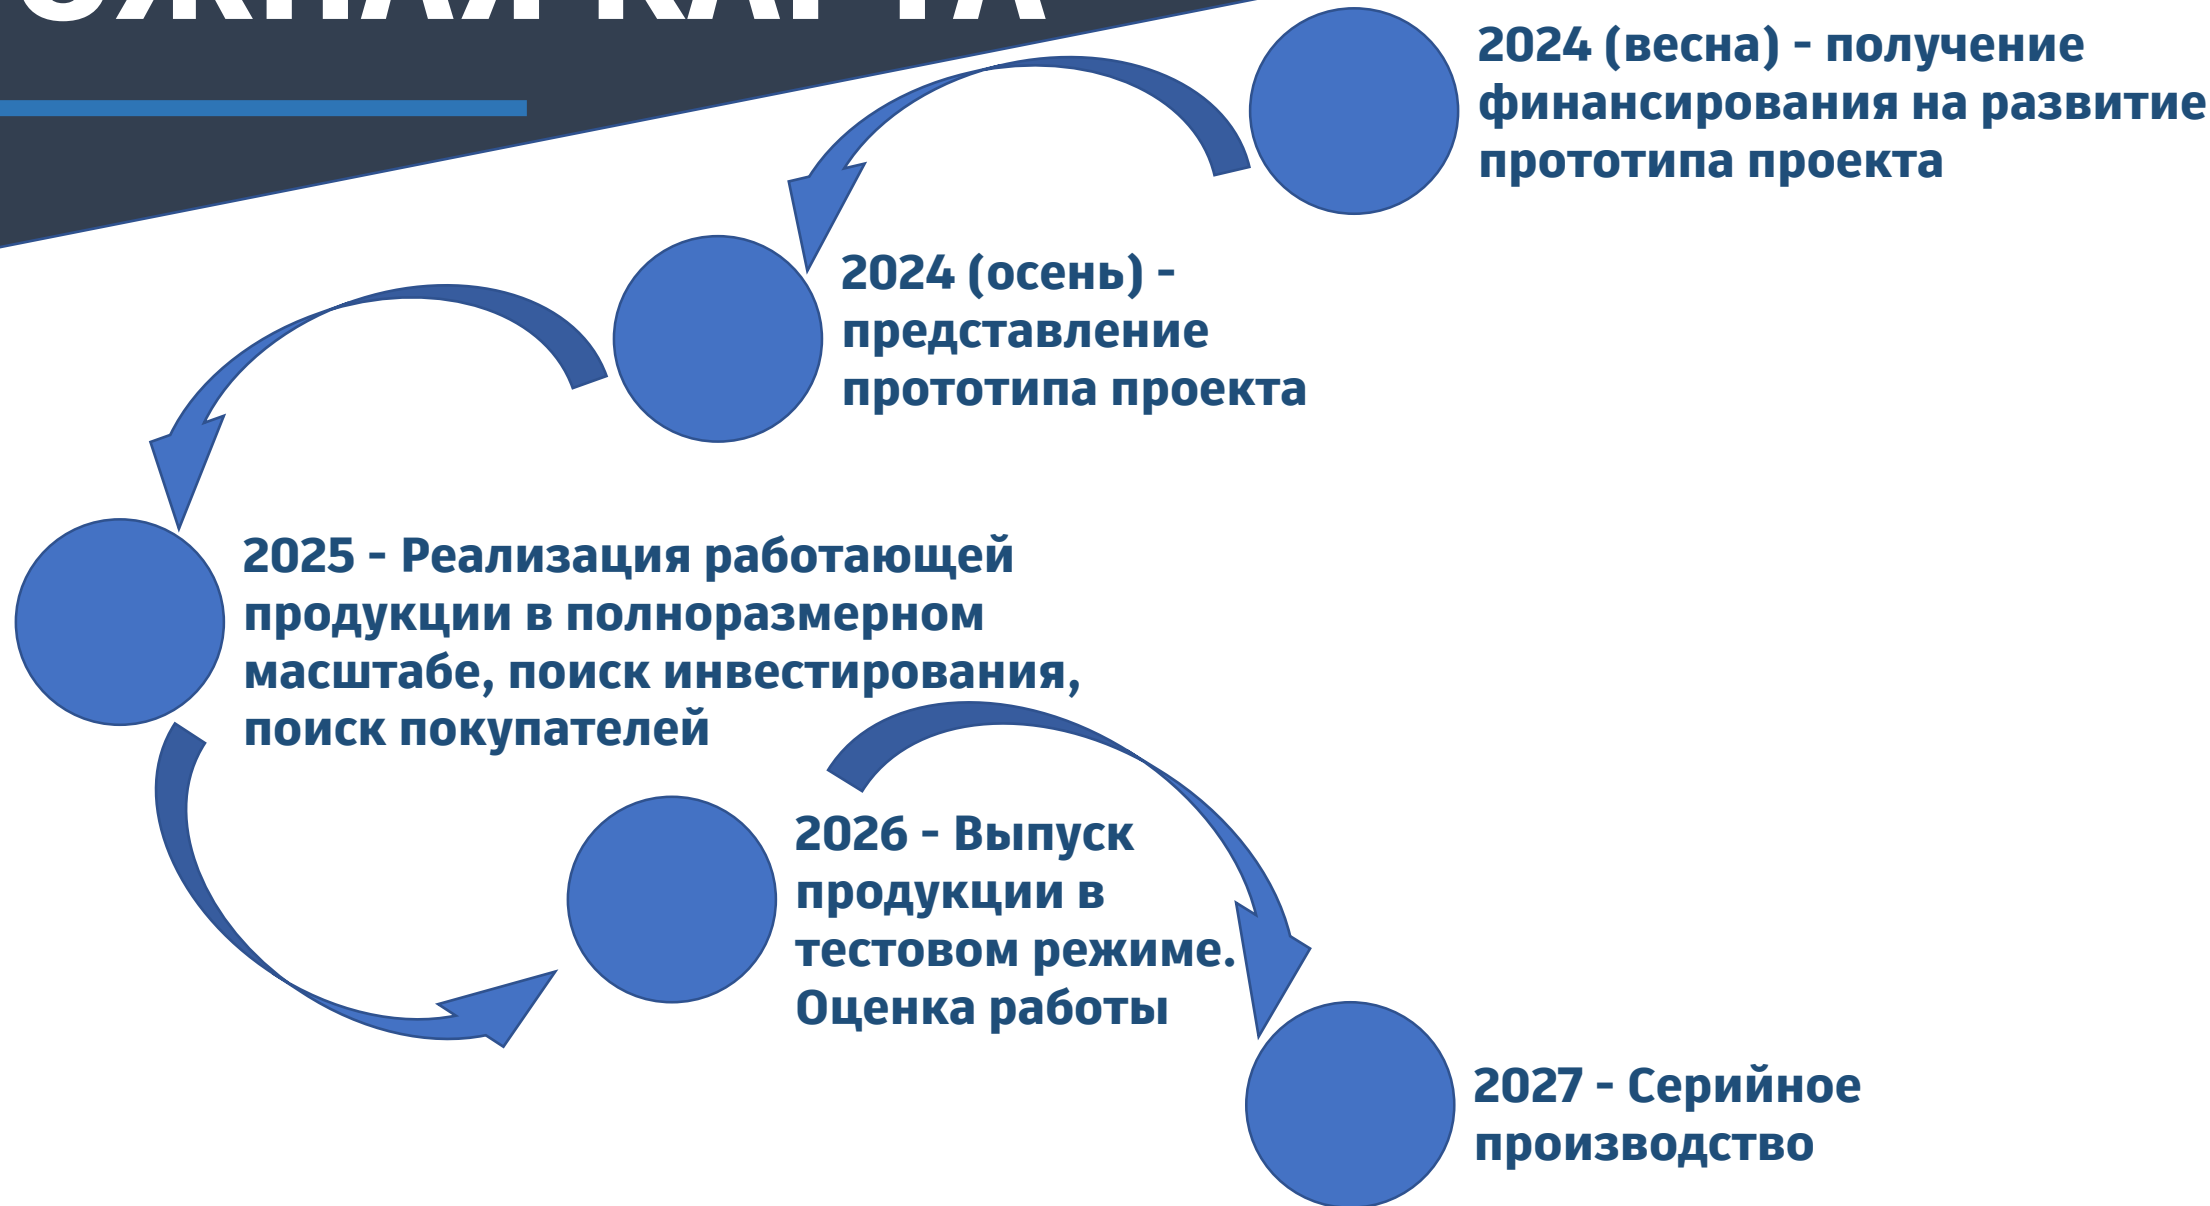 2024 (весна) - получение
финансирования на развитие
прототипа проекта
2024 (осень) -
представление
прототипа проекта
2025 - Реализация работающей
продукции в полноразмерном
масштабе, поиск инвестирования,
поиск покупателей
2026 - Выпуск
продукции в
тестовом режиме.
Оценка работы
2027 - Серийное
производство